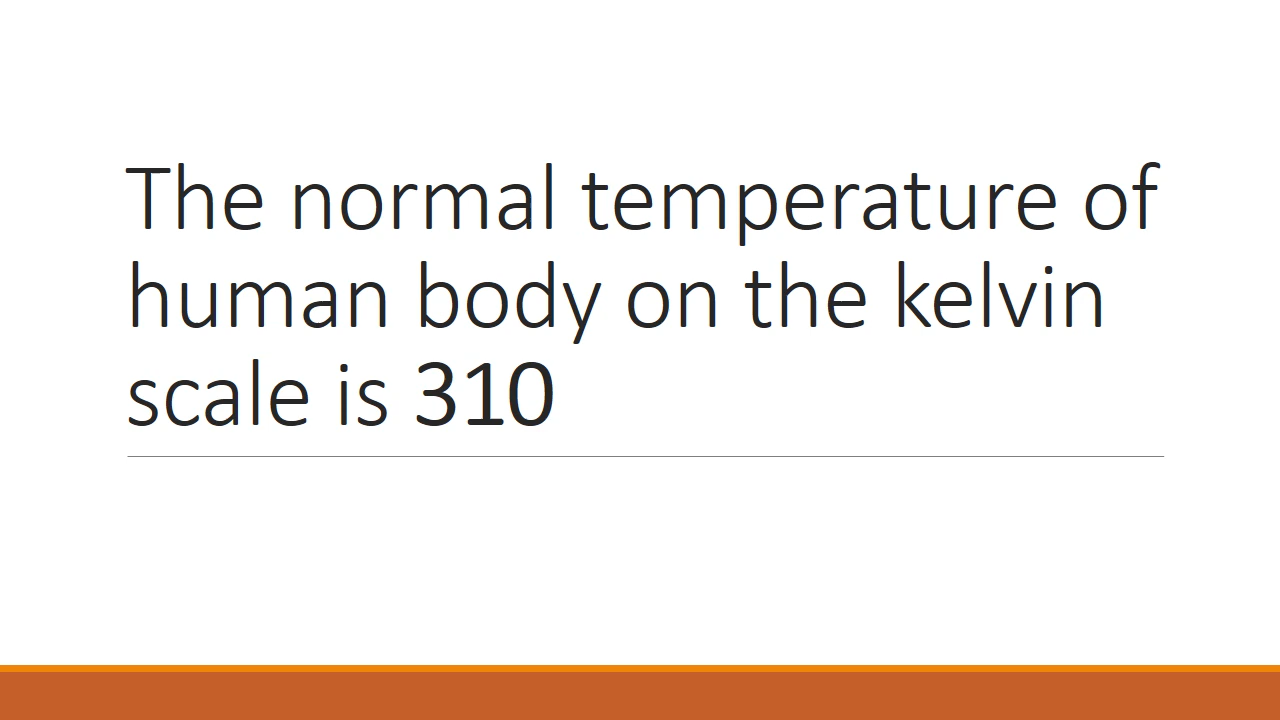 The normal temperature of
human body on the kelvin
scale is 310